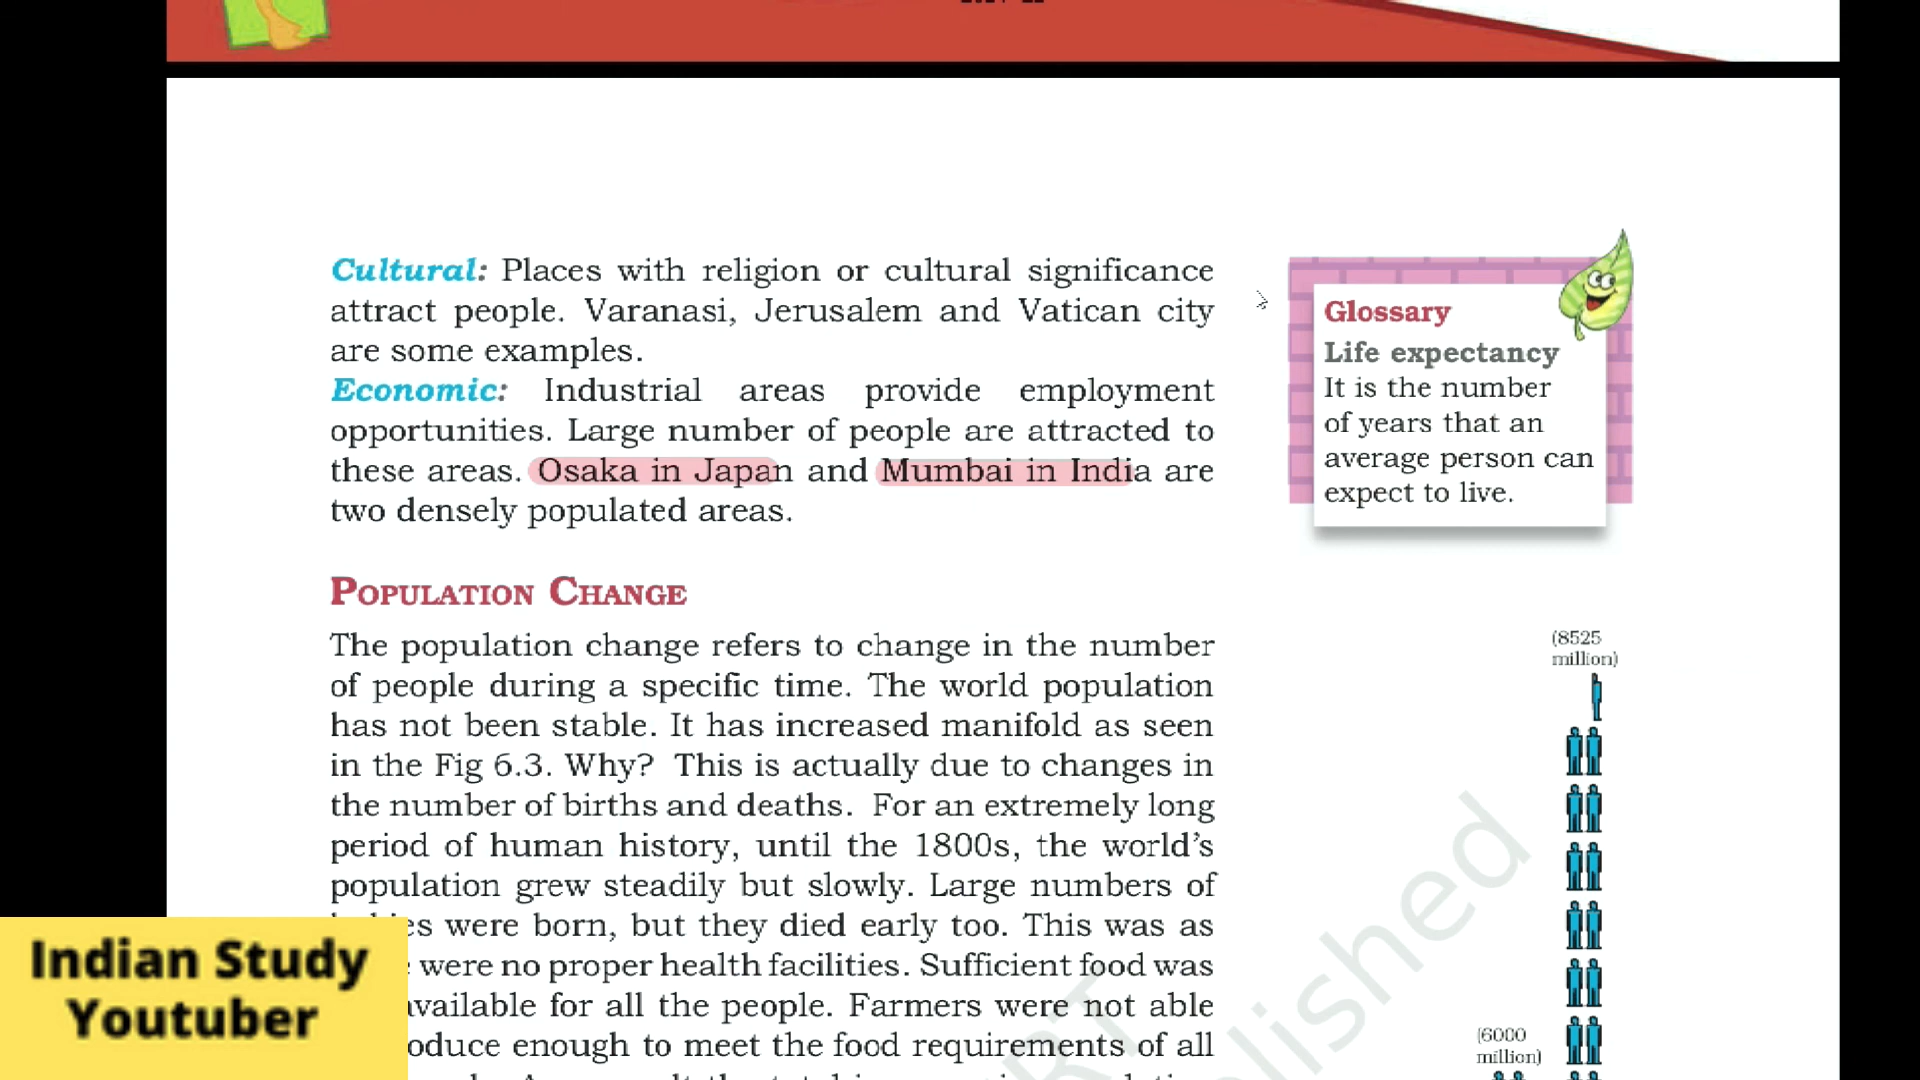 Cultural: Places with religion or cultural significance
attract people. Varanasi, Jerusalem and Vatican city
are some examples.
Economic: Industrial areas provide employment
opportunities. Large number of people are attracted to
these areas. Osaka in Japan and Mumbai in India are
two densely populated areas.
Glossary
Life expectancy
It is the number
of years that an
average person can
expect to live.
POPULATION CHANGE
The population change refers to change in the number
of people during a specific time. The world population
has not been stable. It has increased manifold as seen
in the Fig 6.3. Why? This is actually due to changes in
the number of births and deaths. For an extremely long
period of human history, until the 1800s, the world's
population grew steadily but slowly. Large numbers of
were born, but they died early too. This was as
were no proper health facilities. Sufficient food was
available for all the people. Farmers were not able
enough to meet the food requirements of all
(8525
million)
(6000
million)
Indian Study
Youtuber